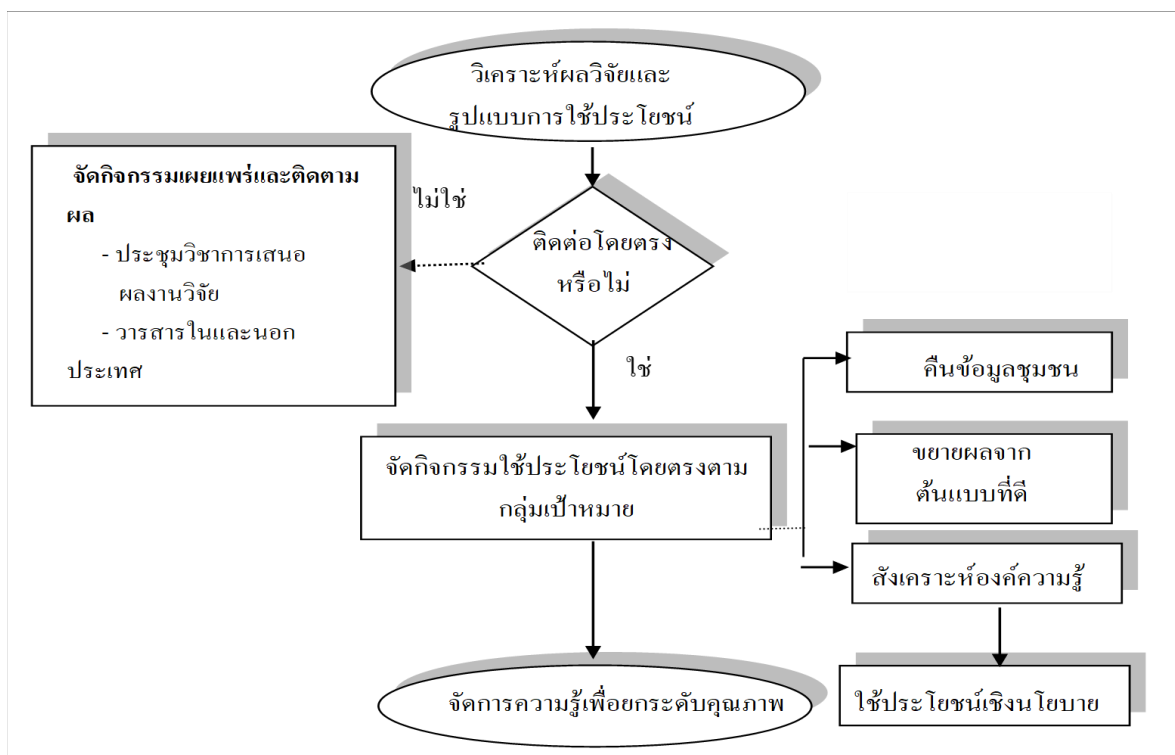 วิเคราะห์ผลวิจัยและ
รูปแบบการใช้ประโยชน์
จัดกิจกรรมเผยแพร่และติดตาม
ผล
- ประชุมวิชาการเสนอ
ผลงานวิจัย
- วารสารในและนอก
ประเทศ
ไม่ใช่
ติดต่อโดยตรง
หรือไม่
ใช่
คืนข้อมูลชุมชน
จัดกิจกรรมใช้ประโยชน์โดยตรงตาม
กลุ่มเป้าหมาย
ขยายผลจาก
ต้นแบบที่ดี
สังเคราะห์องค์ความรู้
จัดการความรู้เพื่อยกระดับคุณภาพ
ใช้ประโยชน์เชิงนโยบาย